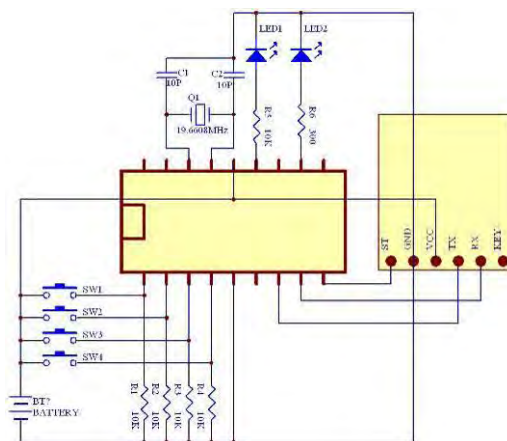 LED1
LED2
C1
10P
C2
10P
Q1
19.6608MHz
R5
10K
R6
300
ST
GND
VCC
TX
RX
KEY
SW1
SW2
SW3
SW4
BT?
BATTERY
R1
10K
R2
10K
R3
10K
R4
10K